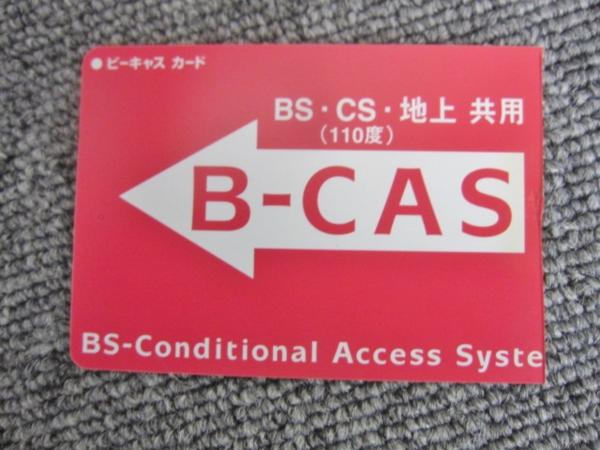 ●ビーキャス カード
BS・CS・地上 共用
(110度)
B-CAS
BS-Conditional Access Syste